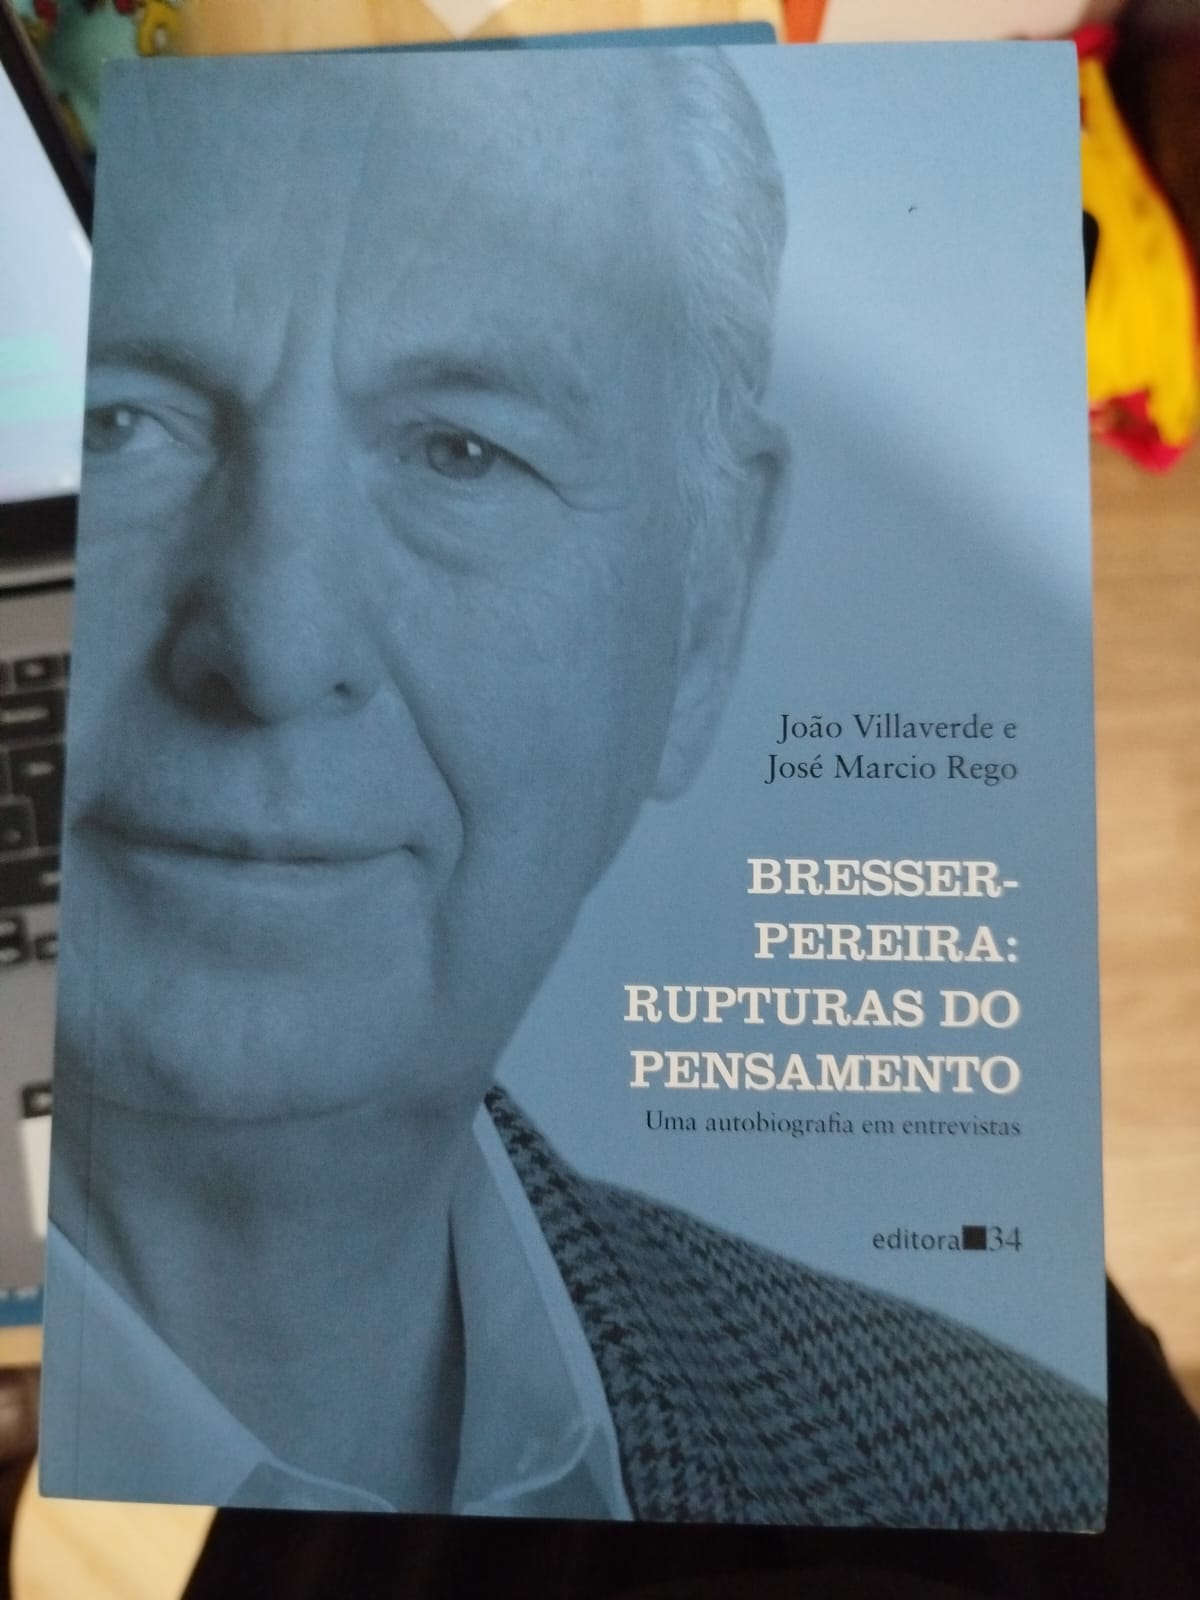 João Villaverde e
José Marcio Rego
BRESSER-
PEREIRA:
RUPTURAS DO
PENSAMENTO
Uma autobiografia em entrevistas
editora 34